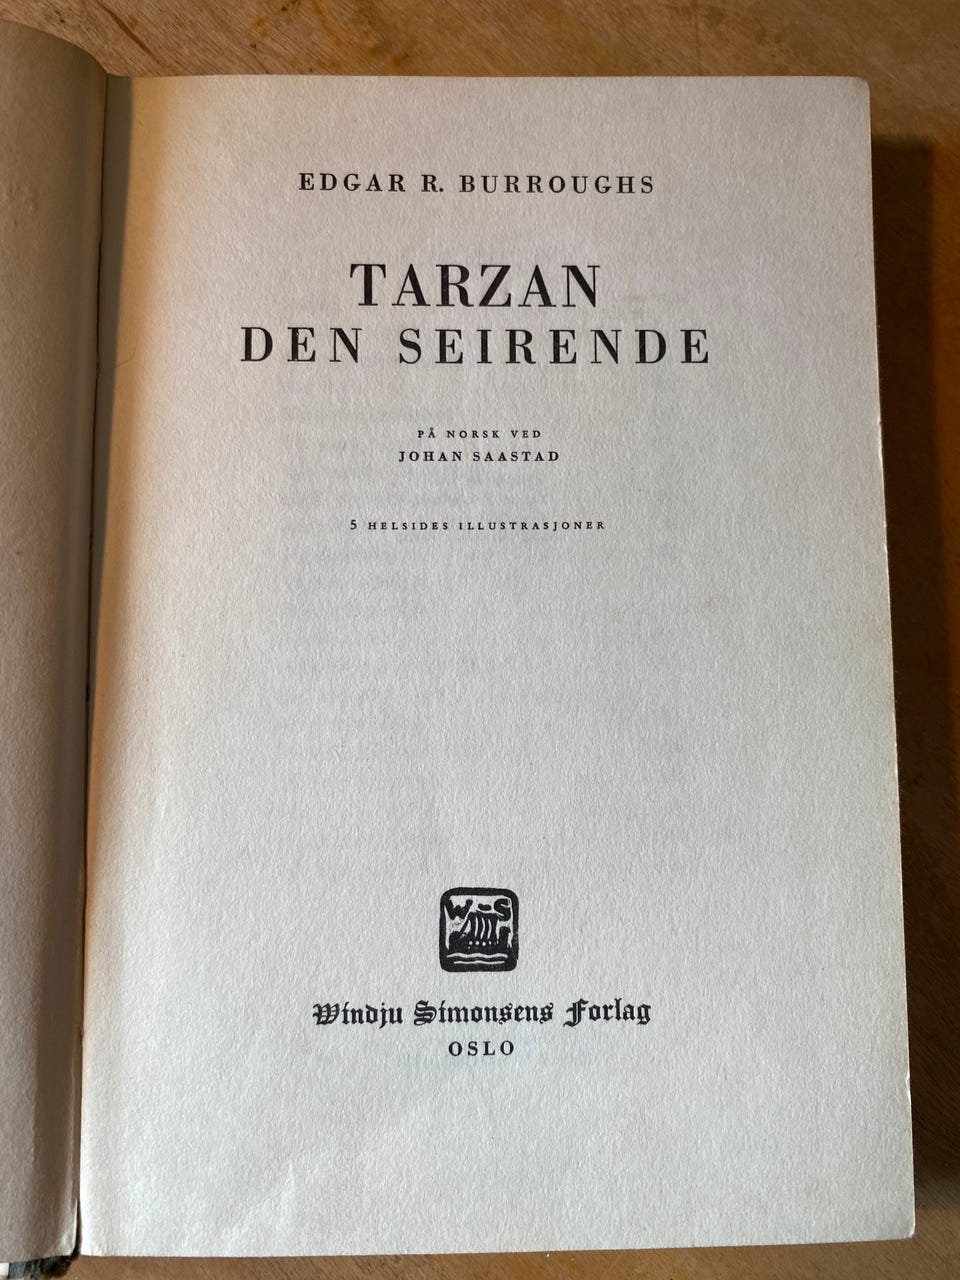 EDGAR R. BURROUGHS
TARZAN
DEN SEIRENDE
PÅ NORSK VED
JOHAN SAASTAD
5 HELSIDES ILLUSTRASJONER
W-S
Windju Simonsens Forlag
OSLO